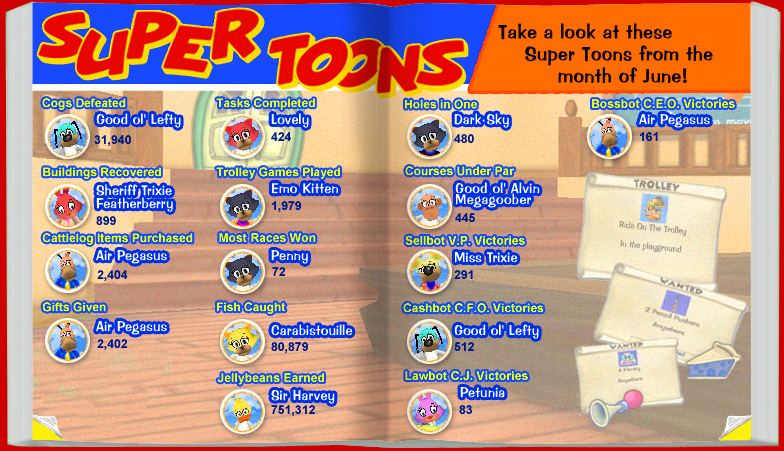 SUPER TOONS
Take a look at these
Super Toons from the
month of June!
Cogs Defeated
Good ol' Lefty
31,940
Buildings Recovered
Sheriff Trixie
Featherberry
899
Cattlelog Items Purchased
Air Pegasus
2,404
Gifts Given
Air Pegasus
2,402
Tasks Completed
Lovely
424
Trolley Games Played
Emo Kitten
1,979
Most Races Won
Penny
72
Fish Caught
Carabistouille
80,879
Jellybeans Earned
Sir Harvey
751,312
Holes in One
Dark Sky
480
Courses Under Par
Good ol' Alvin
Megagoober
445
Sellbot V.P. Victories
Miss Trixie
291
Cashbot C.F.O. Victories
Good ol' Lefty
512
Lawbot C.J. Victories
Petunia
83
Bossbot C.E.O. Victories
Air Pegasus
161
TROLLEY
Ride On The Trolley
In the playground
WANTED
2 Pencil Pushers
Anywhere
WANTED
A Flunky
Anywhere